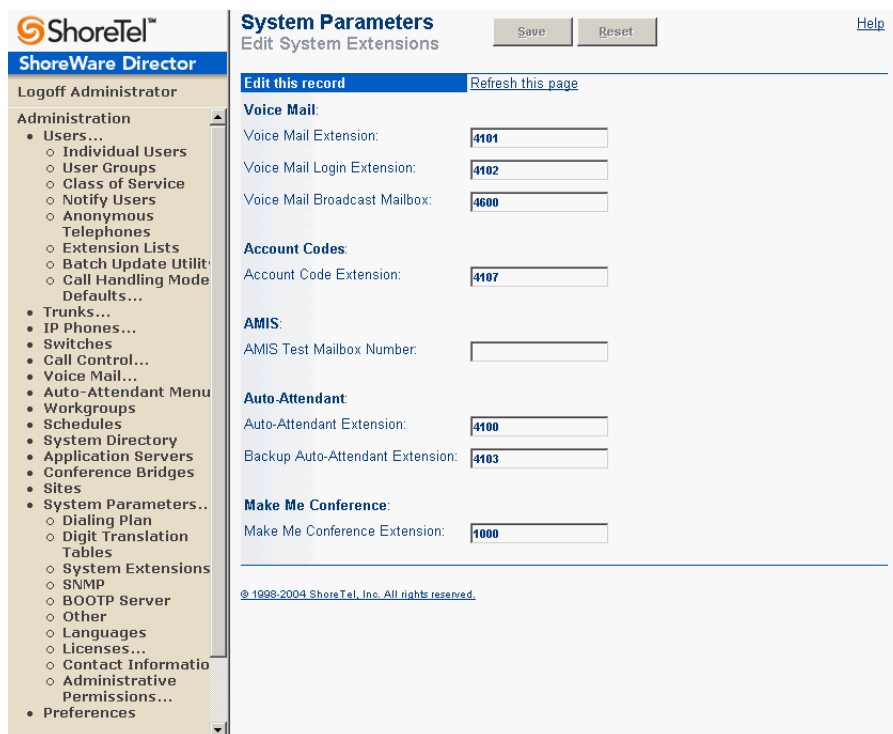 ShoreTel™
ShoreWare Director
Logoff Administrator
Administration
• Users...
○ Individual Users
○ User Groups
○ Class of Service
○ Notify Users
○ Anonymous
Telephones
○ Extension Lists
○ Batch Update Utilit
○ Call Handling Mode
Defaults...
• Trunks...
• IP Phones...
• Switches
• Call Control...
• Voice Mail...
• Auto-Attendant Menu
• Workgroups
• Schedules
• System Directory
• Application Servers
• Conference Bridges
• Sites
• System Parameters..
○ Dialing Plan
○ Digit Translation
Tables
○ System Extensions
○ SNMP
○ BOOTP Server
○ Other
○ Languages
○ Licenses...
○ Contact Informatio
○ Administrative
Permissions...
• Preferences
System Parameters
Edit System Extensions
Save Reset
Help
Edit this record Refresh this page
Voice Mail:
Voice Mail Extension: 4101
Voice Mail Login Extension: 4102
Voice Mail Broadcast Mailbox: 4600
Account Codes:
Account Code Extension: 4107
AMIS:
AMIS Test Mailbox Number:
Auto-Attendant:
Auto-Attendant Extension: 4100
Backup Auto-Attendant Extension: 4103
Make Me Conference:
Make Me Conference Extension: 1000
© 1998-2004 ShoreTel, Inc. All rights reserved.